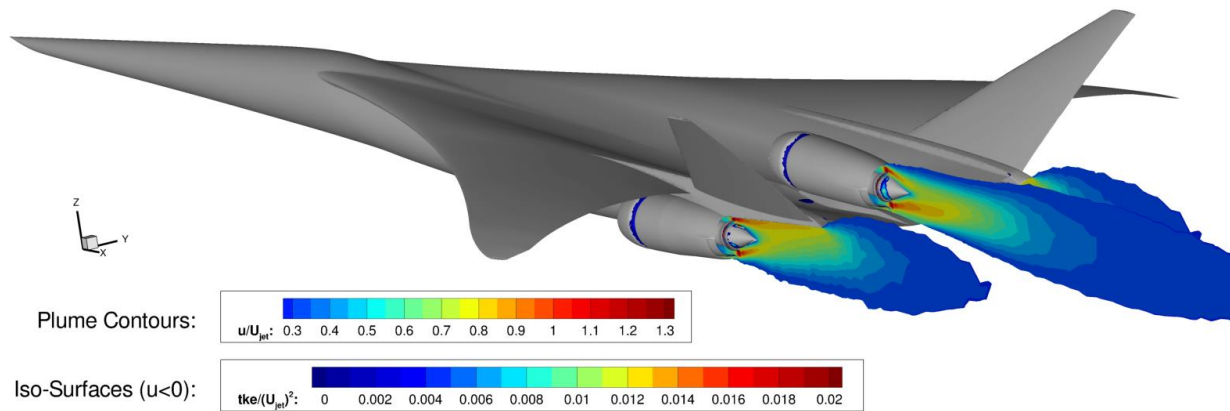 Z
Y
X
Plume Contours:
u/U_jet: 0.3 0.4 0.5 0.6 0.7 0.8 0.9 1 1.1 1.2 1.3
Iso-Surfaces (u<0):
tke/(U_jet)²: 0 0.002 0.004 0.006 0.008 0.01 0.012 0.014 0.016 0.018 0.02